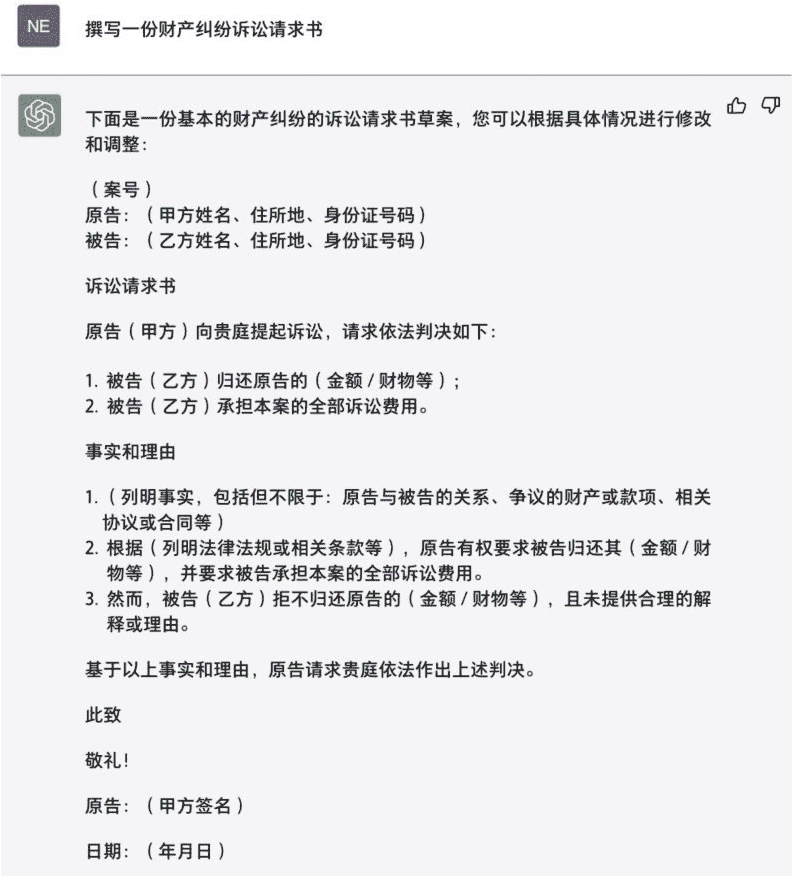 NE
撰写一份财产纠纷诉讼请求书
下面是一份基本的财产纠纷的诉讼请求书草案，您可以根据具体情况进行修改
和调整：
（案号）
原告：（甲方姓名、住所地、身份证号码）
被告：（乙方姓名、住所地、身份证号码）
诉讼请求书
原告（甲方）向贵庭提起诉讼，请求依法判决如下：
1. 被告（乙方）归还原告的（金额 / 财物等）；
2. 被告（乙方）承担本案的全部诉讼费用。
事实和理由
1.（列明事实，包括但不限于：原告与被告的关系、争议的财产或款项、相关
协议或合同等）
2. 根据（列明法律法规或相关条款等），原告有权要求被告归还其（金额 / 财
物等），并要求被告承担本案的全部诉讼费用。
3. 然而，被告（乙方）拒不归还原告的（金额 / 财物等），且未提供合理的解
释或理由。
基于以上事实和理由，原告请求贵庭依法作出上述判决。
此致
敬礼！
原告：（甲方签名）
日期：（年月日）